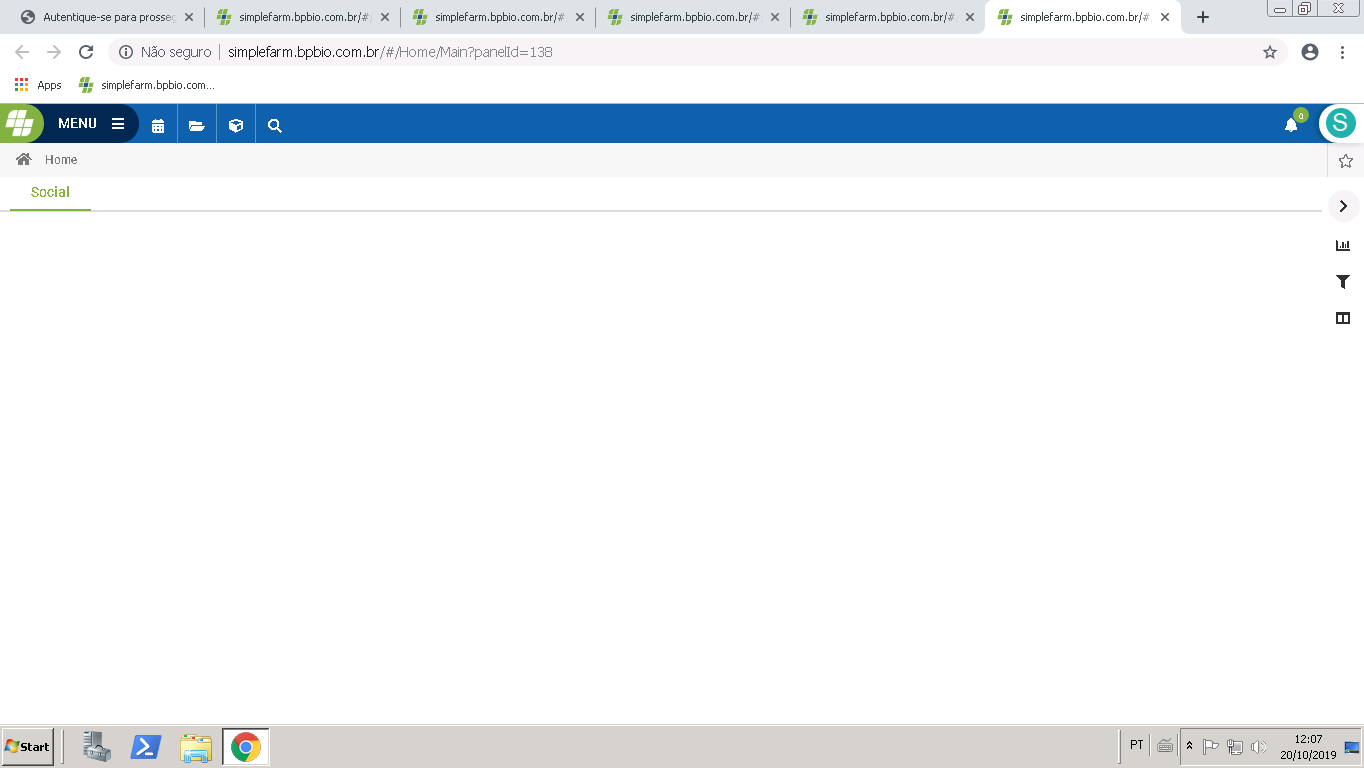 Autentique-se para prosseg
simplefarm.bpbio.com.br/#
simplefarm.bpbio.com.br/#
simplefarm.bpbio.com.br/#
simplefarm.bpbio.com.br/#
simplefarm.bpbio.com.br/#
Não seguro
simplefarm.bpbio.com.br/#/Home/Main?panelId=138
Apps
simplefarm.bpbio.com...
MENU
0
S
Home
Social
Start
PT
12:07
20/10/2019